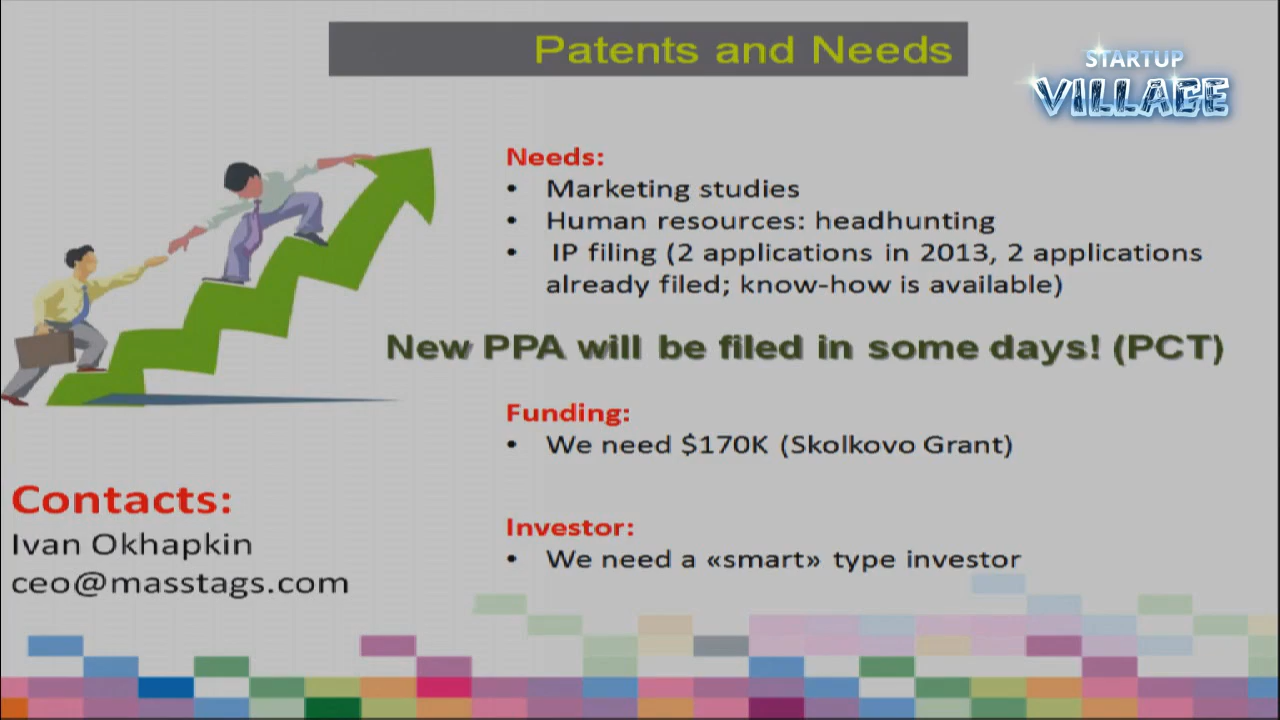 Patents and Needs
STARTUP
VILLAGE
Needs:
• Marketing studies
• Human resources: headhunting
• IP filing (2 applications in 2013, 2 applications
already filed; know-how is available)
New PPA will be filed in some days! (PCT)
Funding:
• We need $170K (Skolkovo Grant)
Investor:
• We need a «smart» type investor
Contacts:
Ivan Okhapkin
ceo@masstags.com